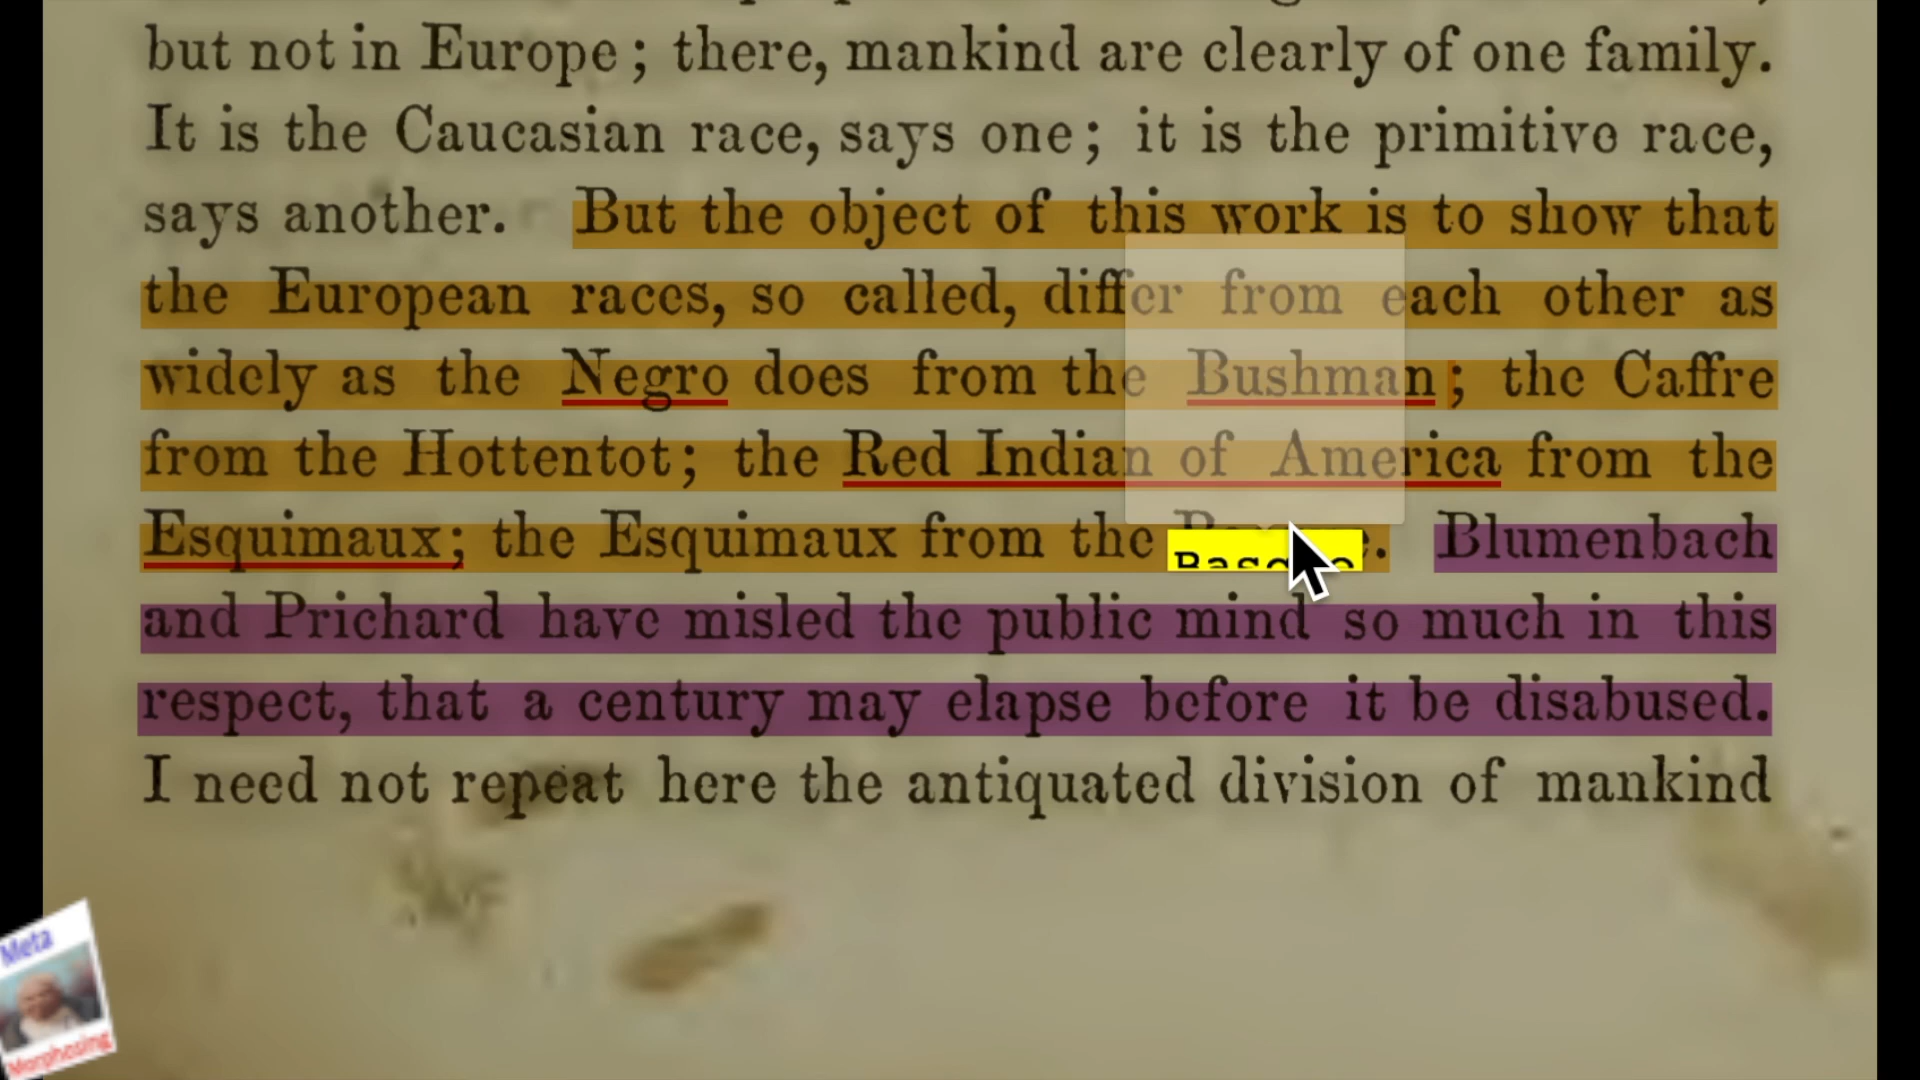 but not in Europe; there, mankind are clearly of one family.
It is the Caucasian race, says one; it is the primitive race,
says another. But the object of this work is to show that
the European races, so called, differ from each other as
widely as the Negro does from the Bushman; the Caffre
from the Hottentot; the Red Indian of America from the
Esquimaux; the Esquimaux from the Basque. Blumenbach
and Prichard have misled the public mind so much in this
respect, that a century may elapse before it be disabused.
I need not repeat here the antiquated division of mankind
Meta
Morphosing